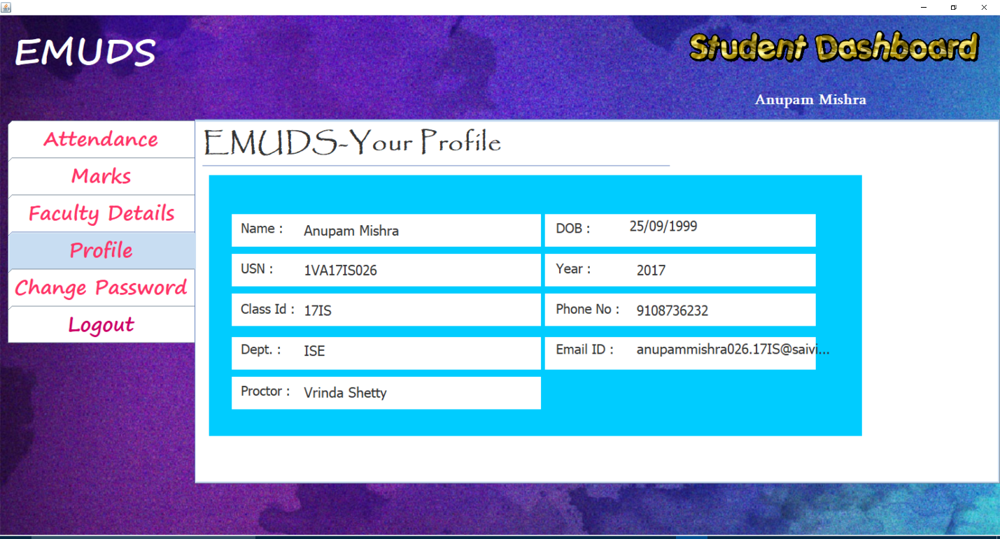 EMUDS
Student Dashboard
Anupam Mishra
Attendance
Marks
Faculty Details
Profile
Change Password
Logout
EMUDS-Your Profile
Name : Anupam Mishra
DOB : 25/09/1999
USN : 1VA17IS026
Year : 2017
Class Id : 17IS
Phone No : 9108736232
Dept. : ISE
Email ID : anupammishra026.17IS@saivi...
Proctor : Vrinda Shetty